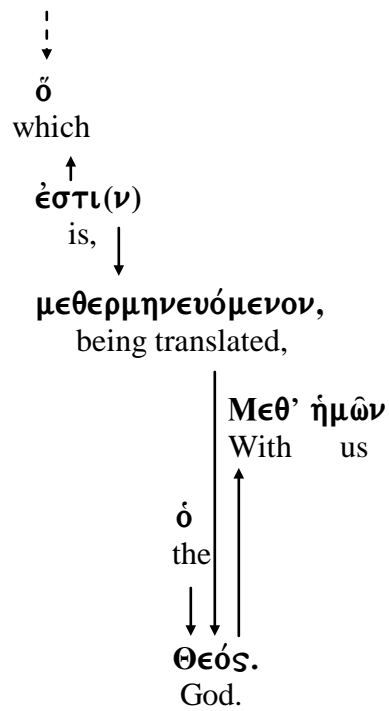 ὅ
which
ἐστι(ν)
is,
μεθερμηνευόμενον,
being translated,
Μεθ’ ἡμῶν
With us
ὁ
the
Θεός.
God.